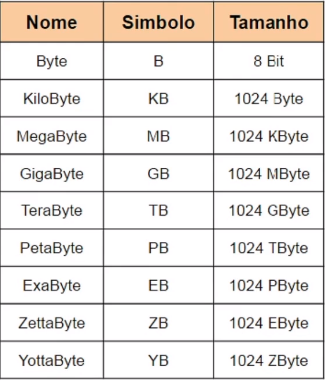 Nome Simbolo Tamanho
Byte B 8 Bit
KiloByte KB 1024 Byte
MegaByte MB 1024 KByte
GigaByte GB 1024 MByte
TeraByte TB 1024 GByte
PetaByte PB 1024 TByte
ExaByte EB 1024 PByte
ZettaByte ZB 1024 EByte
YottaByte YB 1024 ZByte